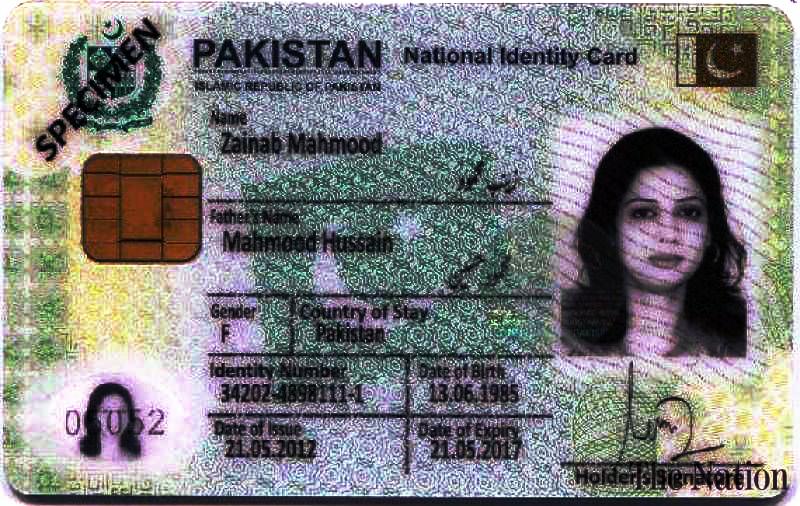 SPECIMEN
PAKISTAN National Identity Card
ISLAMIC REPUBLIC OF PAKISTAN
Name
Zainab Mahmood
زینب محمود
Father's Name
Mahmood Hussain
محمود حسین
Gender Country of Stay
F Pakistan
Identity Number Date of Birth
34202-4898111-1 13.06.1985
Date of Issue Date of Expiry
21.05.2012 21.05.2017
Holder's Signature
The Nation